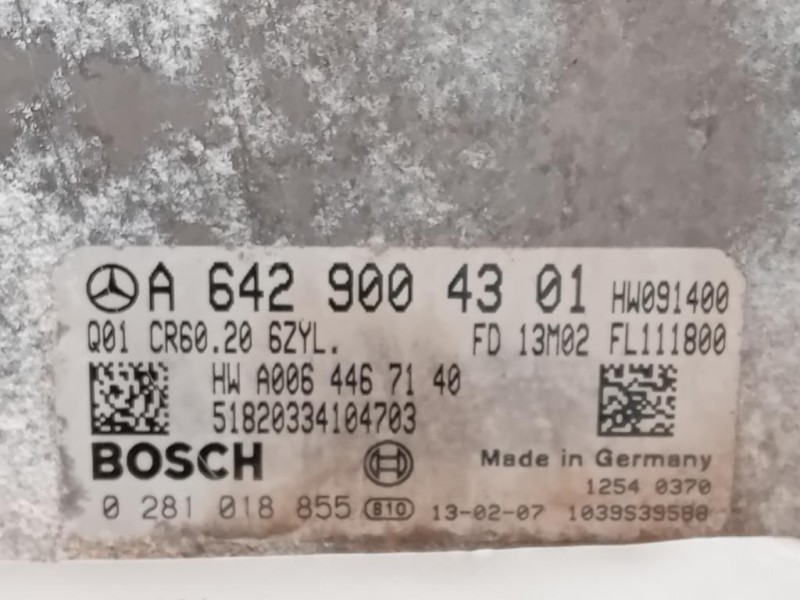 A 642 900 43 01 HW091400
Q01 CR60.20 6ZYL. FD 13M02 FL111800
HW A006 446 71 40
51820334104703
BOSCH Made in Germany
1254 0370
0 281 018 855 B10 13-02-07 1039S39588